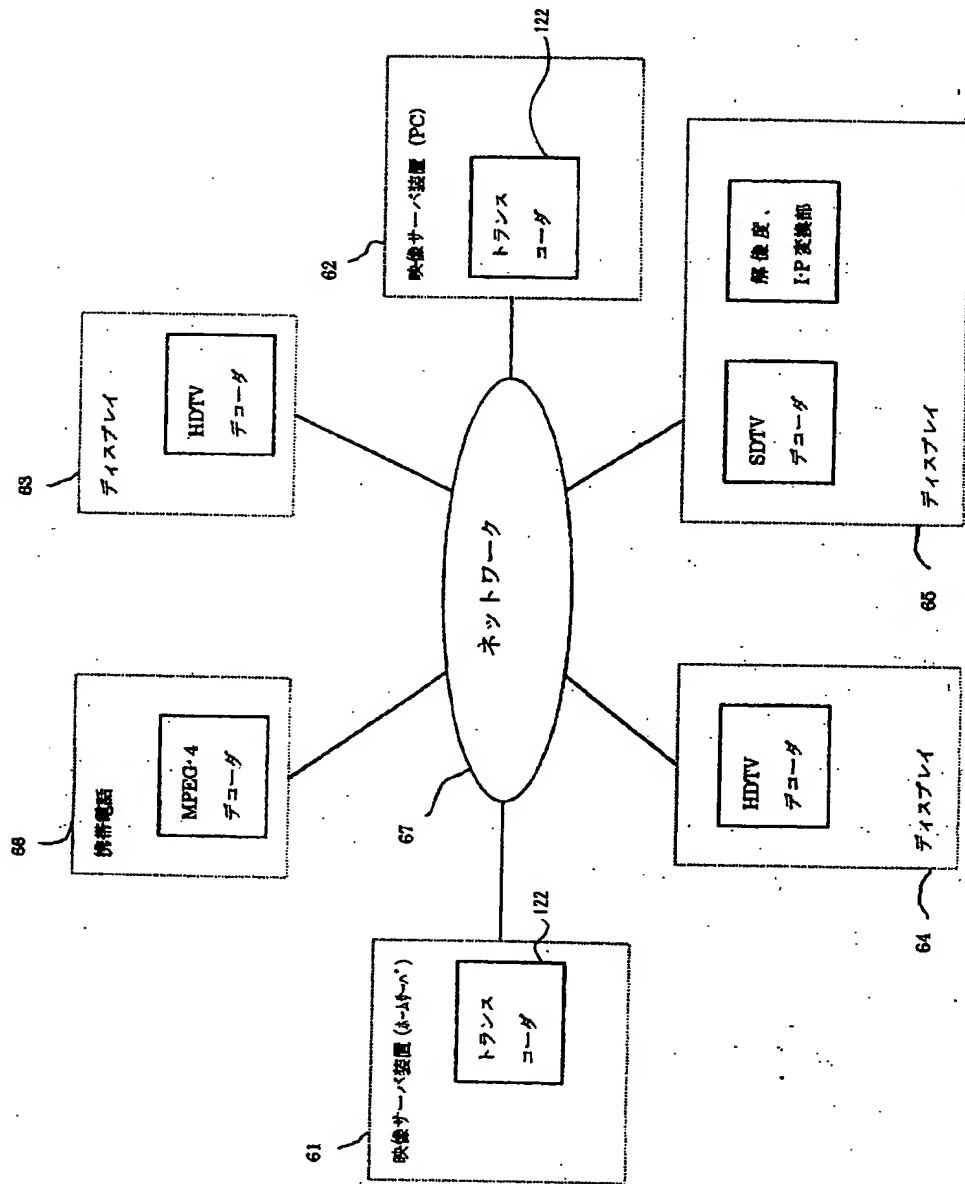 61
映像サーバ装置 (ホームサーバ)
トランス
コーダ
122
66
携帯電話
MPEG・4
デコーダ
63
ディスプレイ
HDTV
デコーダ
62
映像サーバ装置 (PC)
トランス
コーダ
122
67
ネットワーク
HDTV
デコーダ
ディスプレイ
64
SDTV
デコーダ
解像度、
I・P 変換部
ディスプレイ
65